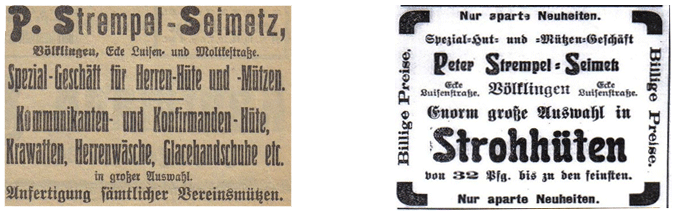 P. Strempel-Seimetz,
Völklingen, Ecke Luisen- und Moltkestraße.
Spezial-Geschäft für Herren-Hüte und -Mützen.
Kommunikanten- und Konfirmanden-Hüte,
Krawatten, Herrenwäsche, Glacehandschuhe etc.
in großer Auswahl.
Anfertigung sämtlicher Vereinsmützen.
Nur aparte Neuheiten.
Spezial-Hut- und -Mützen-Geschäft
Peter Strempel-Seimetz
Ecke Luisenstraße. Völklingen Ecke Luisenstraße.
Enorm große Auswahl in
Strohhüten
von 32 Pfg. bis zu den feinsten.
Nur aparte Neuheiten.
Billige Preise.
Billige Preise.